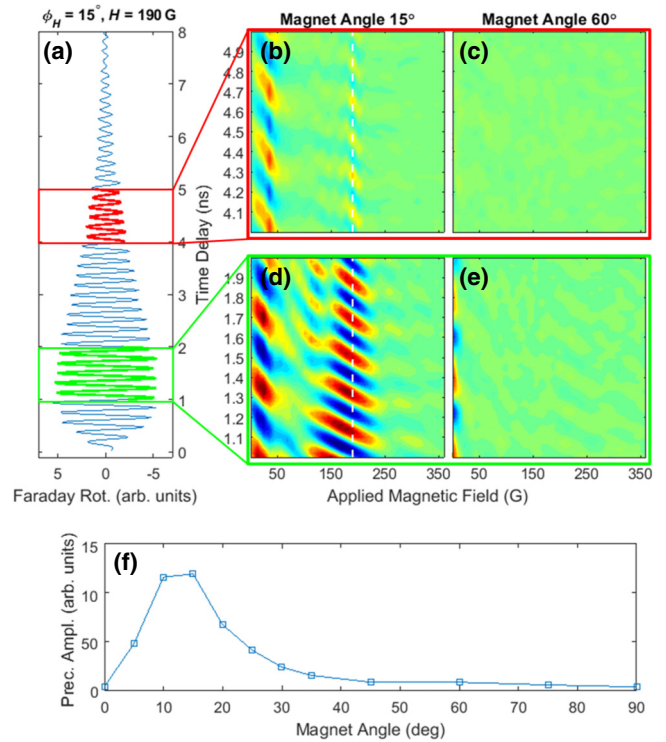 ϕ_H = 15°, H = 190 G
Magnet Angle 15°
Magnet Angle 60°
(a)
(b)
(c)
8
7
6
5
4
3
2
1
0
Time Delay (ns)
4.9
4.8
4.7
4.6
4.5
4.4
4.3
4.2
4.1
(d)
(e)
1.9
1.8
1.7
1.6
1.5
1.4
1.3
1.2
1.1
5 0 -5
50 150 250 350
50 150 250 350
Faraday Rot. (arb. units)
Applied Magnetic Field (G)
(f)
15
10
5
0
Prec. Ampl. (arb. units)
0 10 20 30 40 50 60 70 80 90
Magnet Angle (deg)